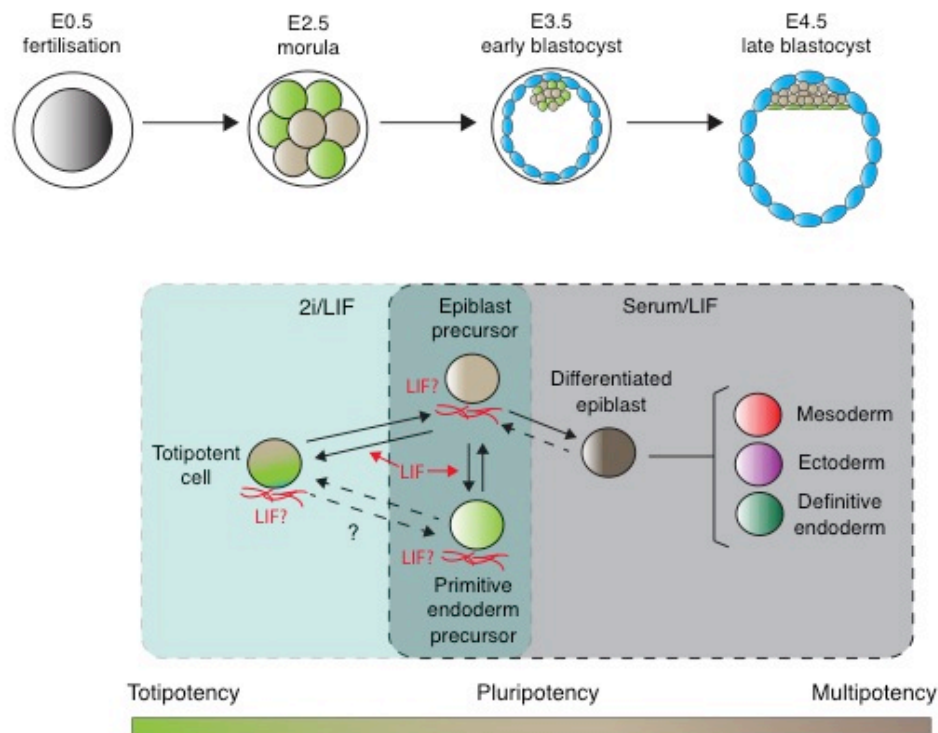 E0.5
fertilisation
E2.5
morula
E3.5
early blastocyst
E4.5
late blastocyst
2i/LIF
Epiblast
precursor
Serum/LIF
LIF?
Differentiated
epiblast
Mesoderm
Totipotent
cell
LIF
Ectoderm
LIF?
?
LIF?
Definitive
endoderm
Primitive
endoderm
precursor
Totipotency
Pluripotency
Multipotency